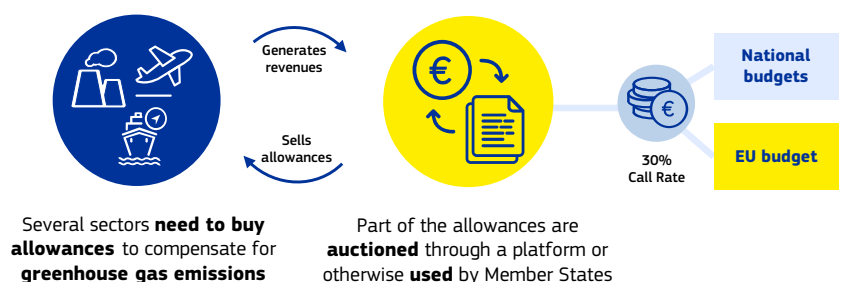 Generates
revenues
Sells
allowances
€
€
30%
Call Rate
National
budgets
EU budget
Several sectors need to buy
allowances to compensate for
greenhouse gas emissions
Part of the allowances are
auctioned through a platform or
otherwise used by Member States